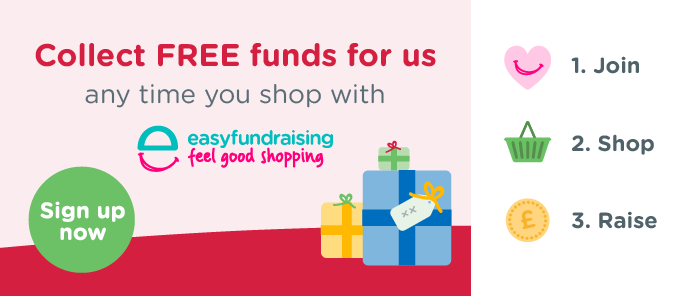 Collect FREE funds for us
any time you shop with
easyfundraising
feel good shopping
Sign up
now
xx
1. Join
2. Shop
£
3. Raise